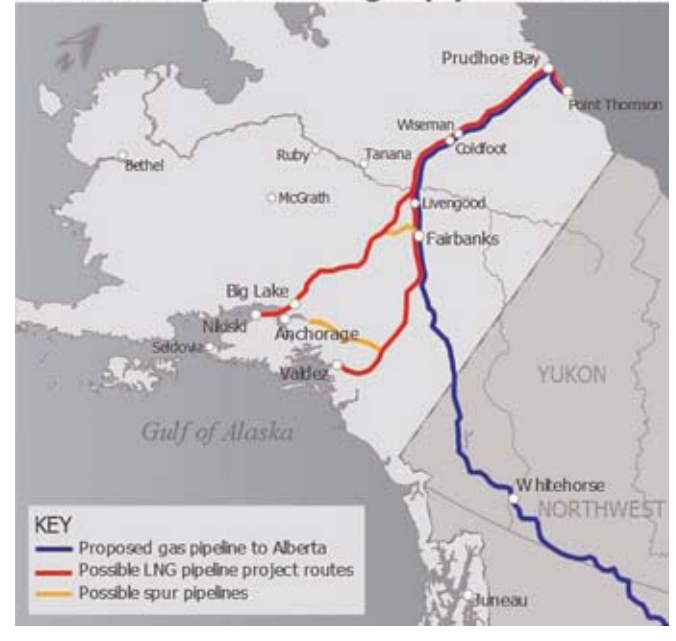 Prudhoe Bay
Point Thomson
Wiseman
Coldfoot
Ruby
Tanana
Bethel
McGrath
Livengood
Fairbanks
Big Lake
Nikiski
Anchorage
Seldovia
Valdez
YUKON
Gulf of Alaska
Whitehorse
NORTHWEST
KEY
Proposed gas pipeline to Alberta
Possible LNG pipeline project routes
Possible spur pipelines
Juneau